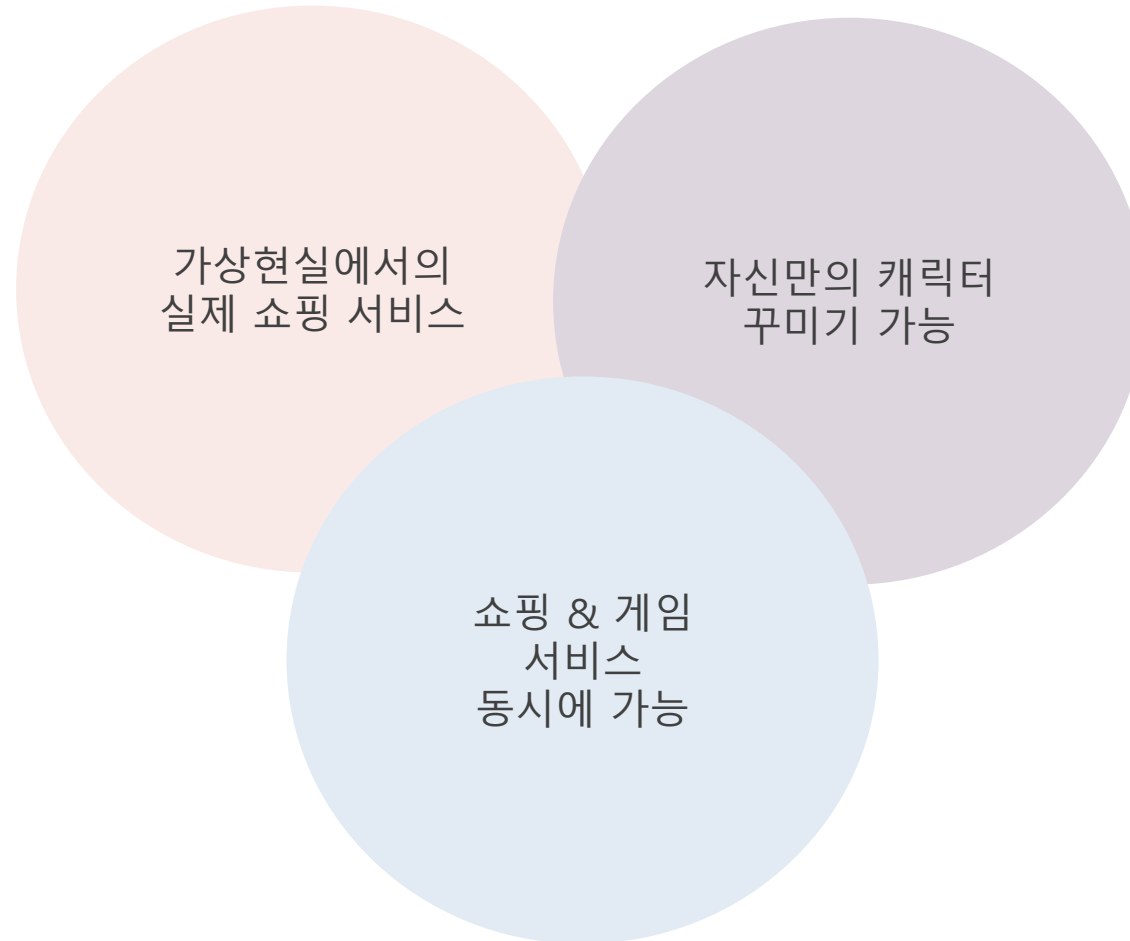 가상현실에서의
실제 쇼핑 서비스
자신만의 캐릭터
꾸미기 가능
쇼핑 & 게임
서비스
동시에 가능